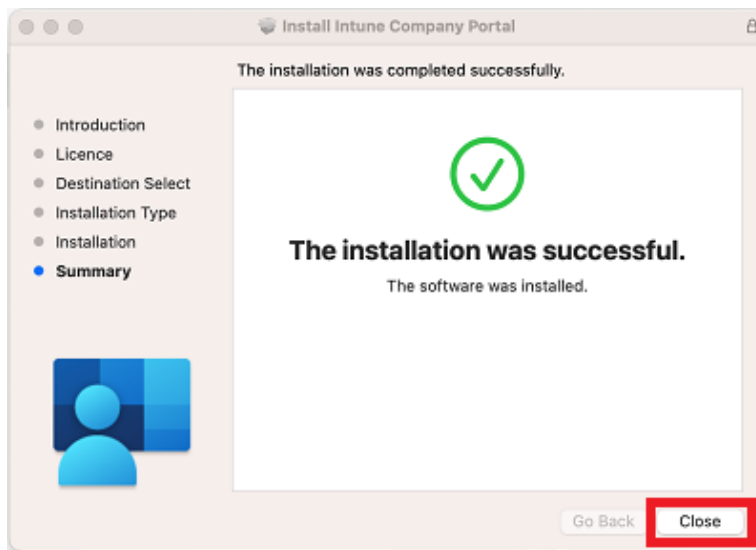 Install Intune Company Portal
The installation was completed successfully.
Introduction
Licence
Destination Select
Installation Type
Installation
Summary
The installation was successful.
The software was installed.
Go Back
Close